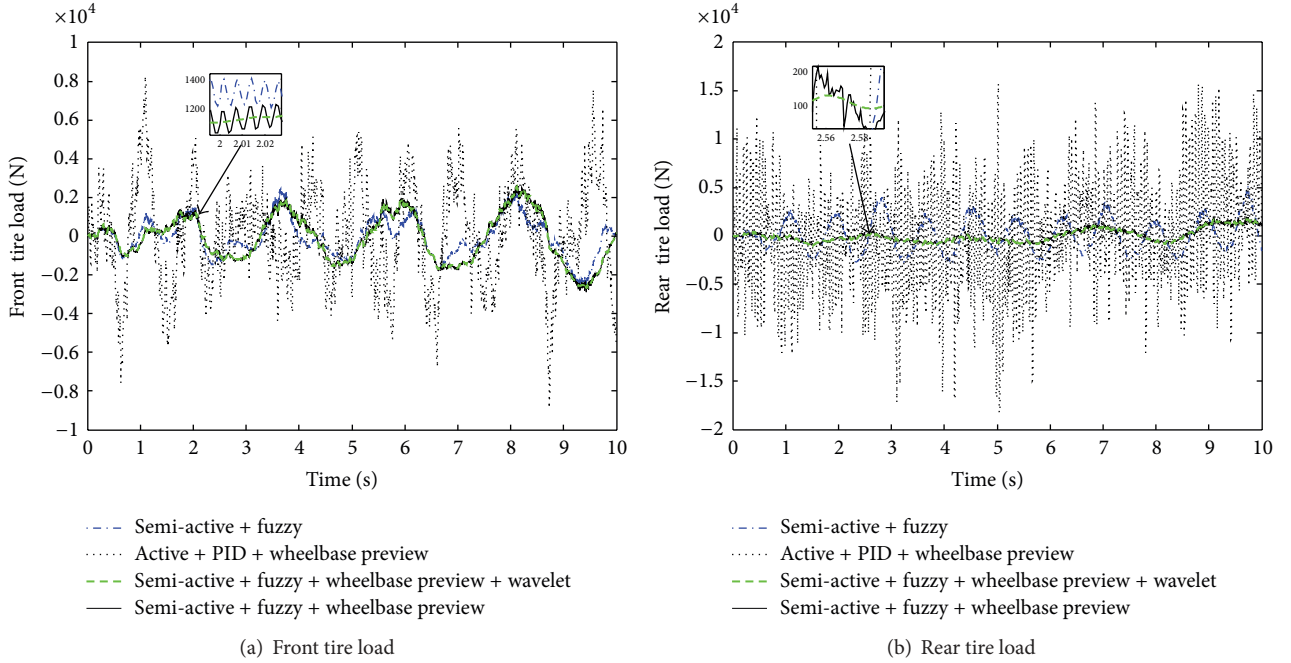 ×10⁴
1
0.8
0.6
0.4
0.2
0
−0.2
−0.4
−0.6
−0.8
−1
Front tire load (N)
1400
1200
2 2.01 2.02
0 1 2 3 4 5 6 7 8 9 10
Time (s)
Semi-active + fuzzy
Active + PID + wheelbase preview
Semi-active + fuzzy + wheelbase preview + wavelet
Semi-active + fuzzy + wheelbase preview
(a) Front tire load
×10⁴
2
1.5
1
0.5
0
−0.5
−1
−1.5
−2
Rear tire load (N)
200
100
2.56 2.58
0 1 2 3 4 5 6 7 8 9 10
Time (s)
Semi-active + fuzzy
Active + PID + wheelbase preview
Semi-active + fuzzy + wheelbase preview + wavelet
Semi-active + fuzzy + wheelbase preview
(b) Rear tire load